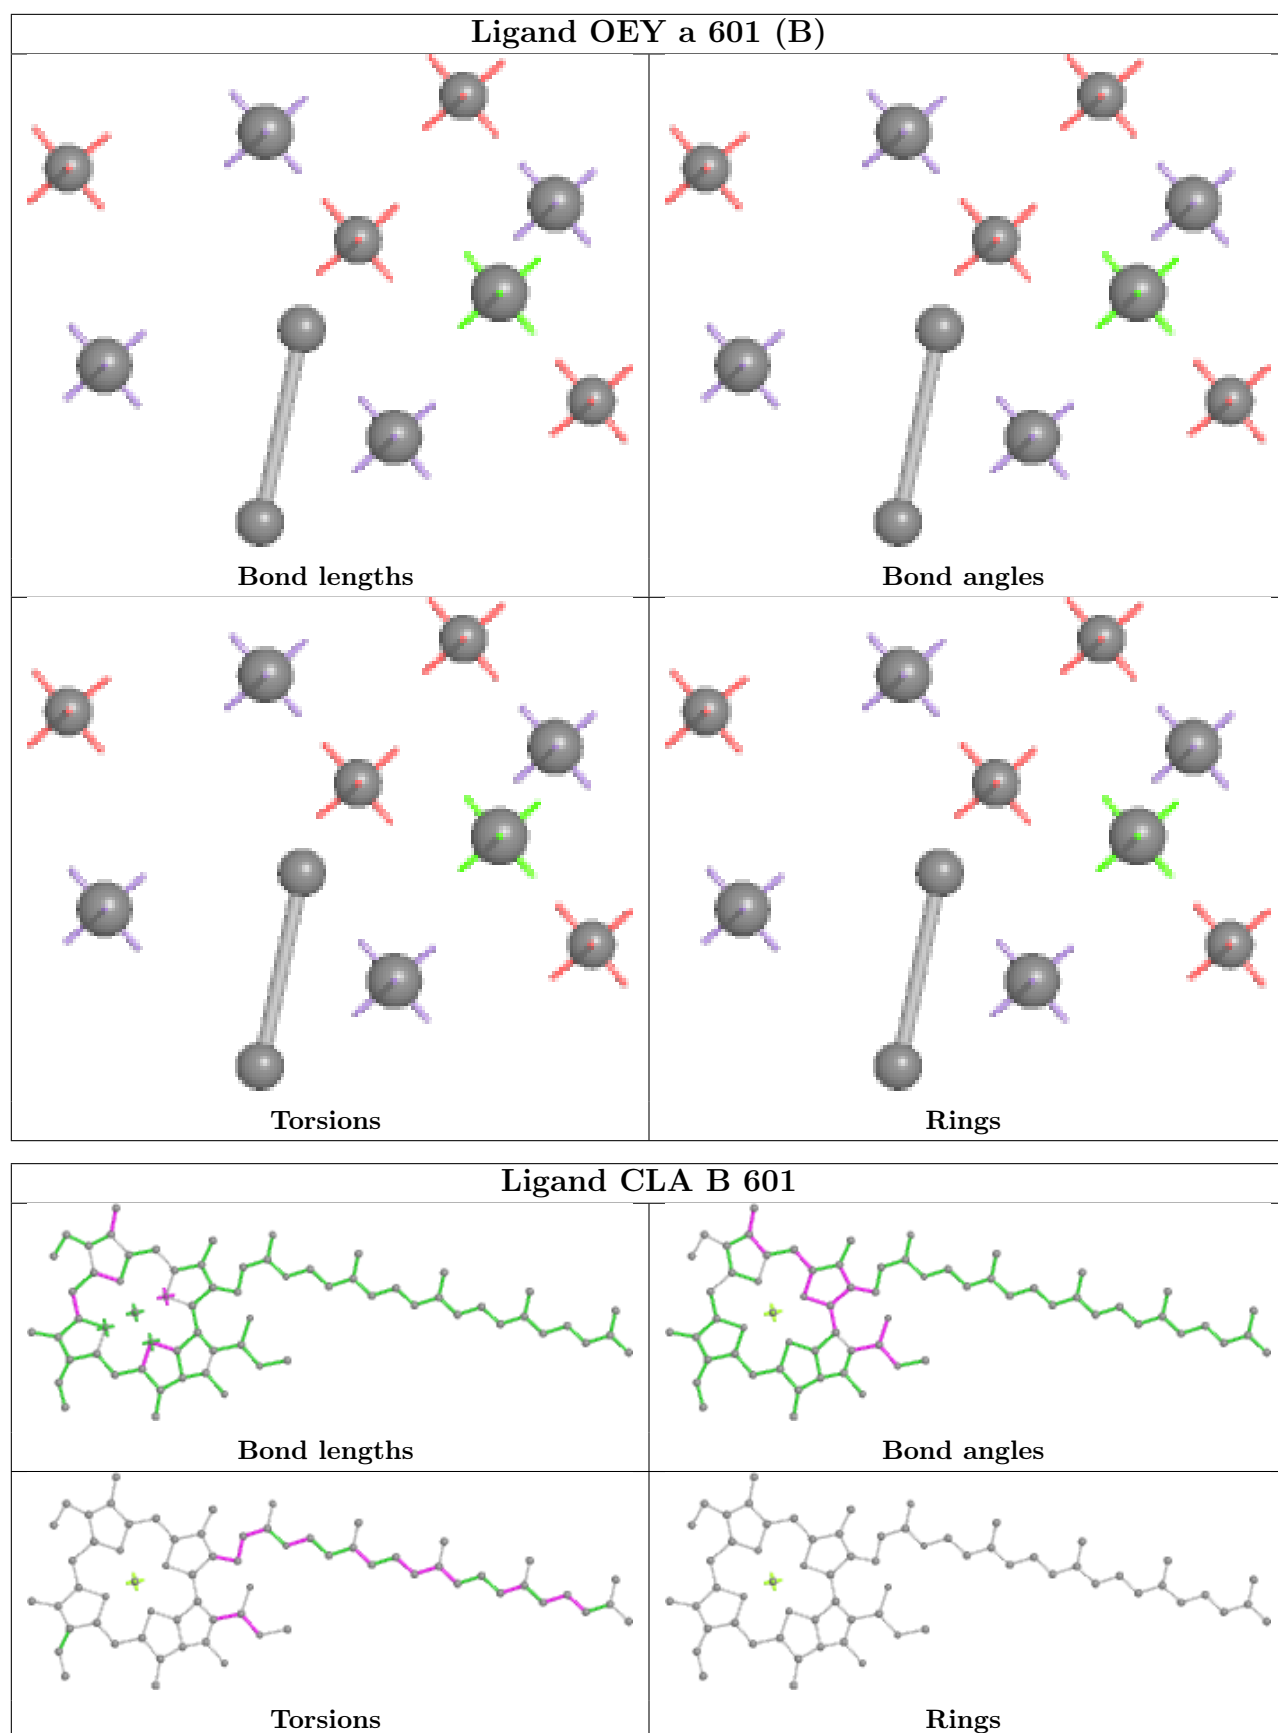 Ligand OEY a 601 (B)
Bond lengths
Bond angles
Torsions
Rings
Ligand CLA B 601
Bond lengths
Bond angles
Torsions
Rings